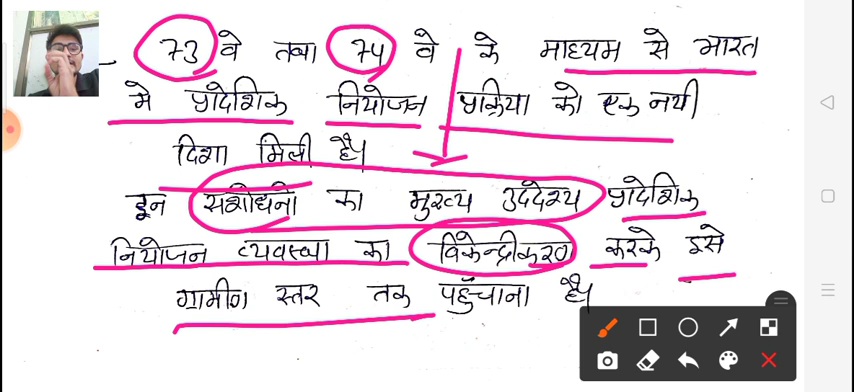 - 73 वे तथा 74 वे के माध्यम से भारत
मे प्रादेशिक नियोजन प्रक्रिया को एक नयी
दिशा मिली है।
इन संशोधनो का मुख्य उददेश्य प्रादेशिक
नियोजन व्यवस्था का विकेन्द्रीकरण करके इसे
ग्रामीण स्तर तक पहुँचाना है।